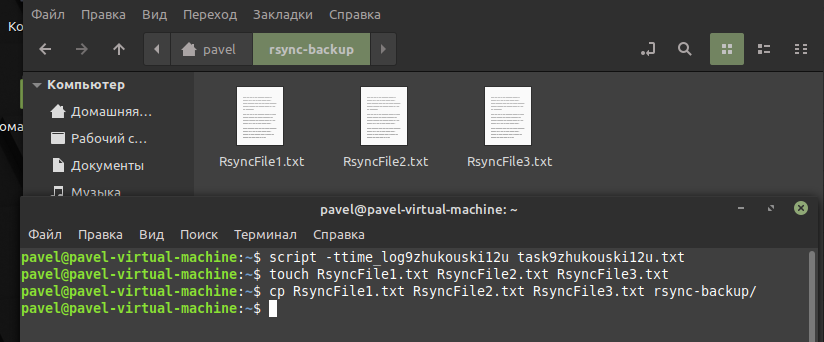 Ко
Файл Правка Вид Переход Закладки Справка
pavel rsync-backup
Компьютер
Домашняя...
ома
Рабочий с...
Документы
Музыка
RsyncFile1.txt RsyncFile2.txt RsyncFile3.txt
pavel@pavel-virtual-machine: ~
Файл Правка Вид Поиск Терминал Справка
pavel@pavel-virtual-machine:~$ script -ttime_log9zhukouski12u task9zhukouski12u.txt
pavel@pavel-virtual-machine:~$ touch RsyncFile1.txt RsyncFile2.txt RsyncFile3.txt
pavel@pavel-virtual-machine:~$ cp RsyncFile1.txt RsyncFile2.txt RsyncFile3.txt rsync-backup/
pavel@pavel-virtual-machine:~$